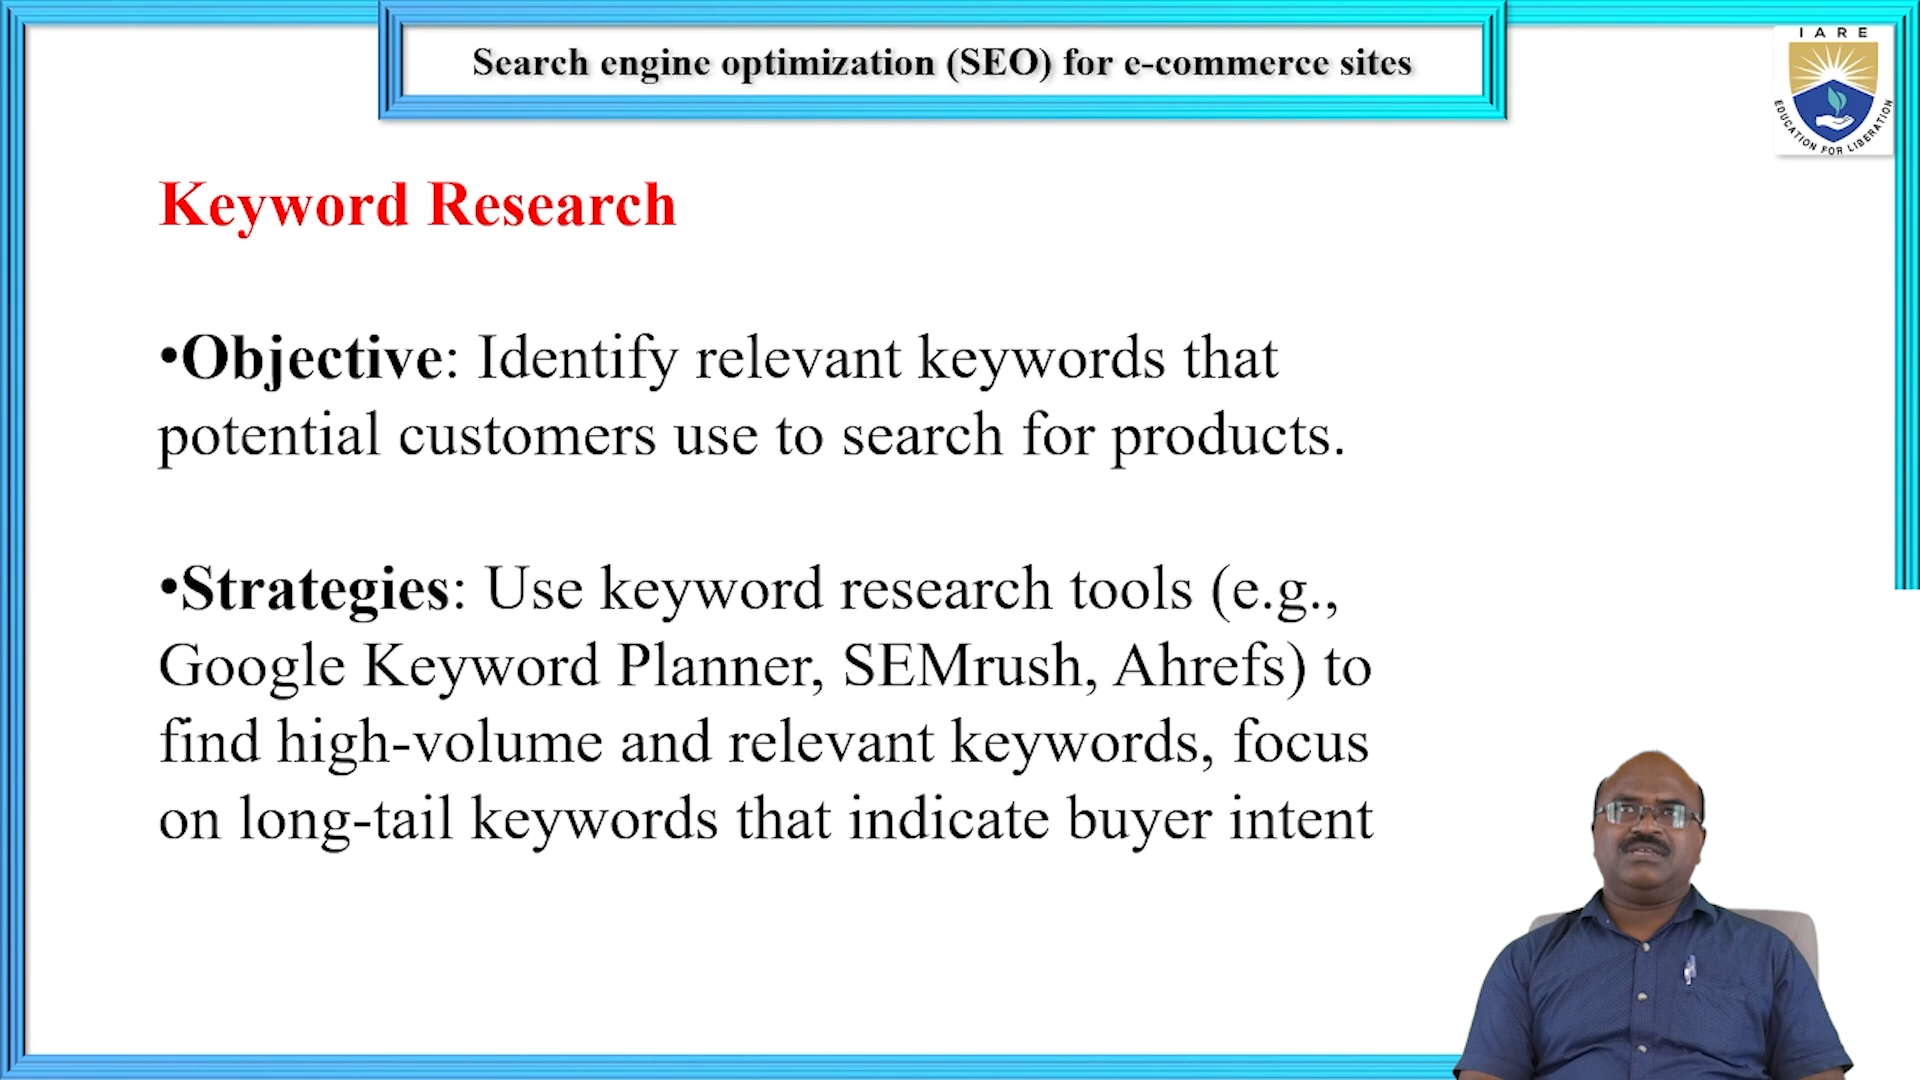 Search engine optimization (SEO) for e-commerce sites
I A R E
EDUCATION FOR LIBERATION
Keyword Research
•Objective: Identify relevant keywords that
potential customers use to search for products.
•Strategies: Use keyword research tools (e.g.,
Google Keyword Planner, SEMrush, Ahrefs) to
find high-volume and relevant keywords, focus
on long-tail keywords that indicate buyer intent